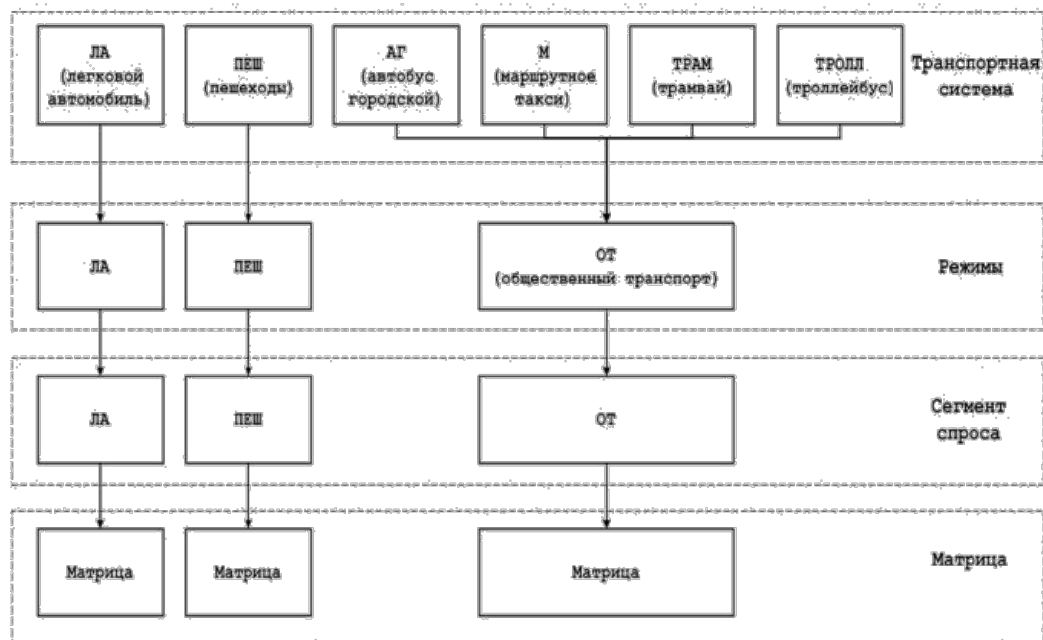 ЛА
(легковой
автомобиль)
ПЕШ
(пешеходы)
АГ
(автобус
городской)
М
(маршрутное
такси)
ТРАМ
(трамвай)
ТРОЛЛ
(троллейбус)
Транспортная
система
ЛА
ПЕШ
ОТ
(общественный транспорт)
Режимы
ЛА
ПЕШ
ОТ
Сегмент
спроса
Матрица
Матрица
Матрица
Матрица